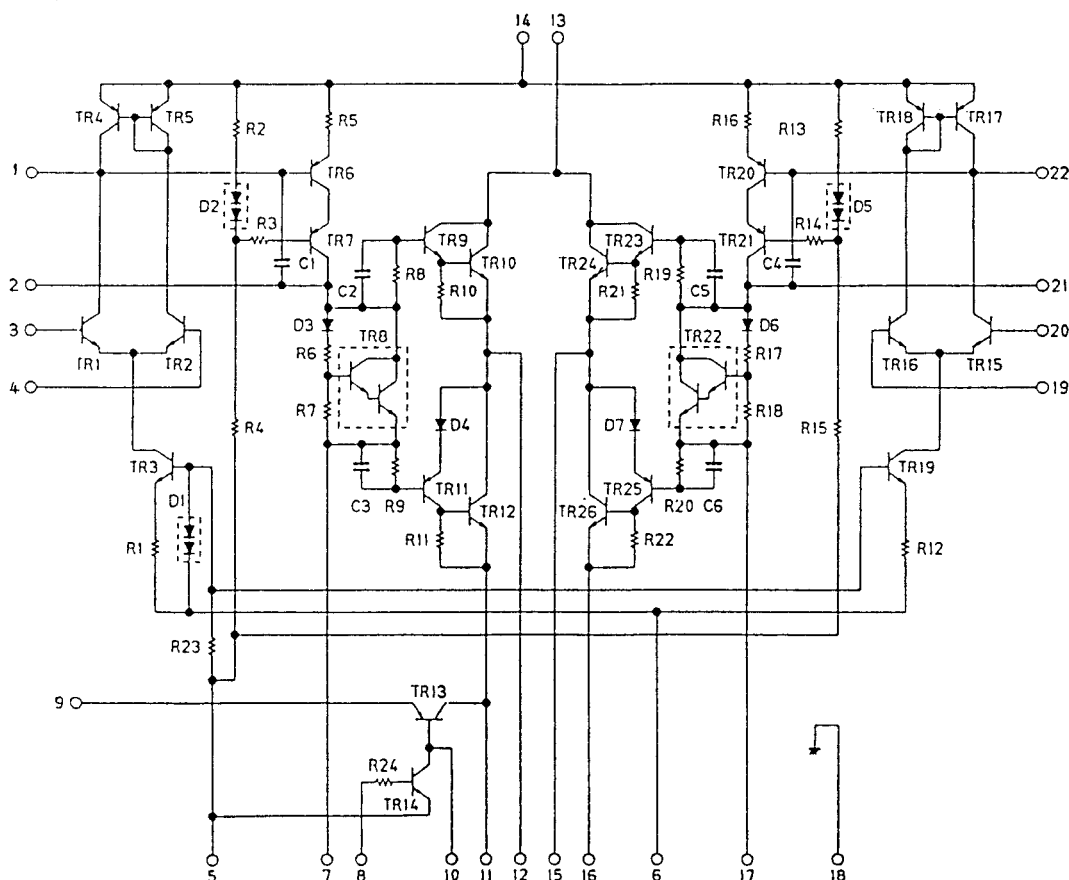 14 13
TR4 TR5 R2 R5 R16 R13 TR18 TR17
1 TR6 TR20 22
D2 R3 TR7 TR9 TR10 TR23 TR24 TR21 R14 D5
C1 C2 R8 R10 R21 R19 C5 C4
2 21
3 TR1 TR2 D3 R6 TR8 TR22 D6 R17 TR16 TR15 20
4 R7 R18 19
R4 D4 D7 R15
TR3 D1 C3 R9 TR11 TR12 TR26 TR25 R20 C6 TR19
R1 R11 R22 R12
R23
9 TR13
R24
TR14
5 7 8 10 11 12 15 16 6 17 18